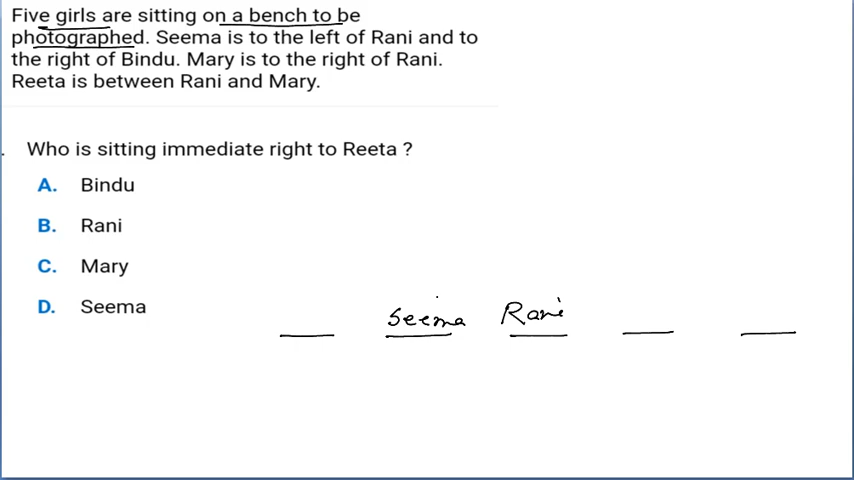 Five girls are sitting on a bench to be
photographed. Seema is to the left of Rani and to
the right of Bindu. Mary is to the right of Rani.
Reeta is between Rani and Mary.
. Who is sitting immediate right to Reeta ?
A. Bindu
B. Rani
C. Mary
D. Seema
Seema Rani